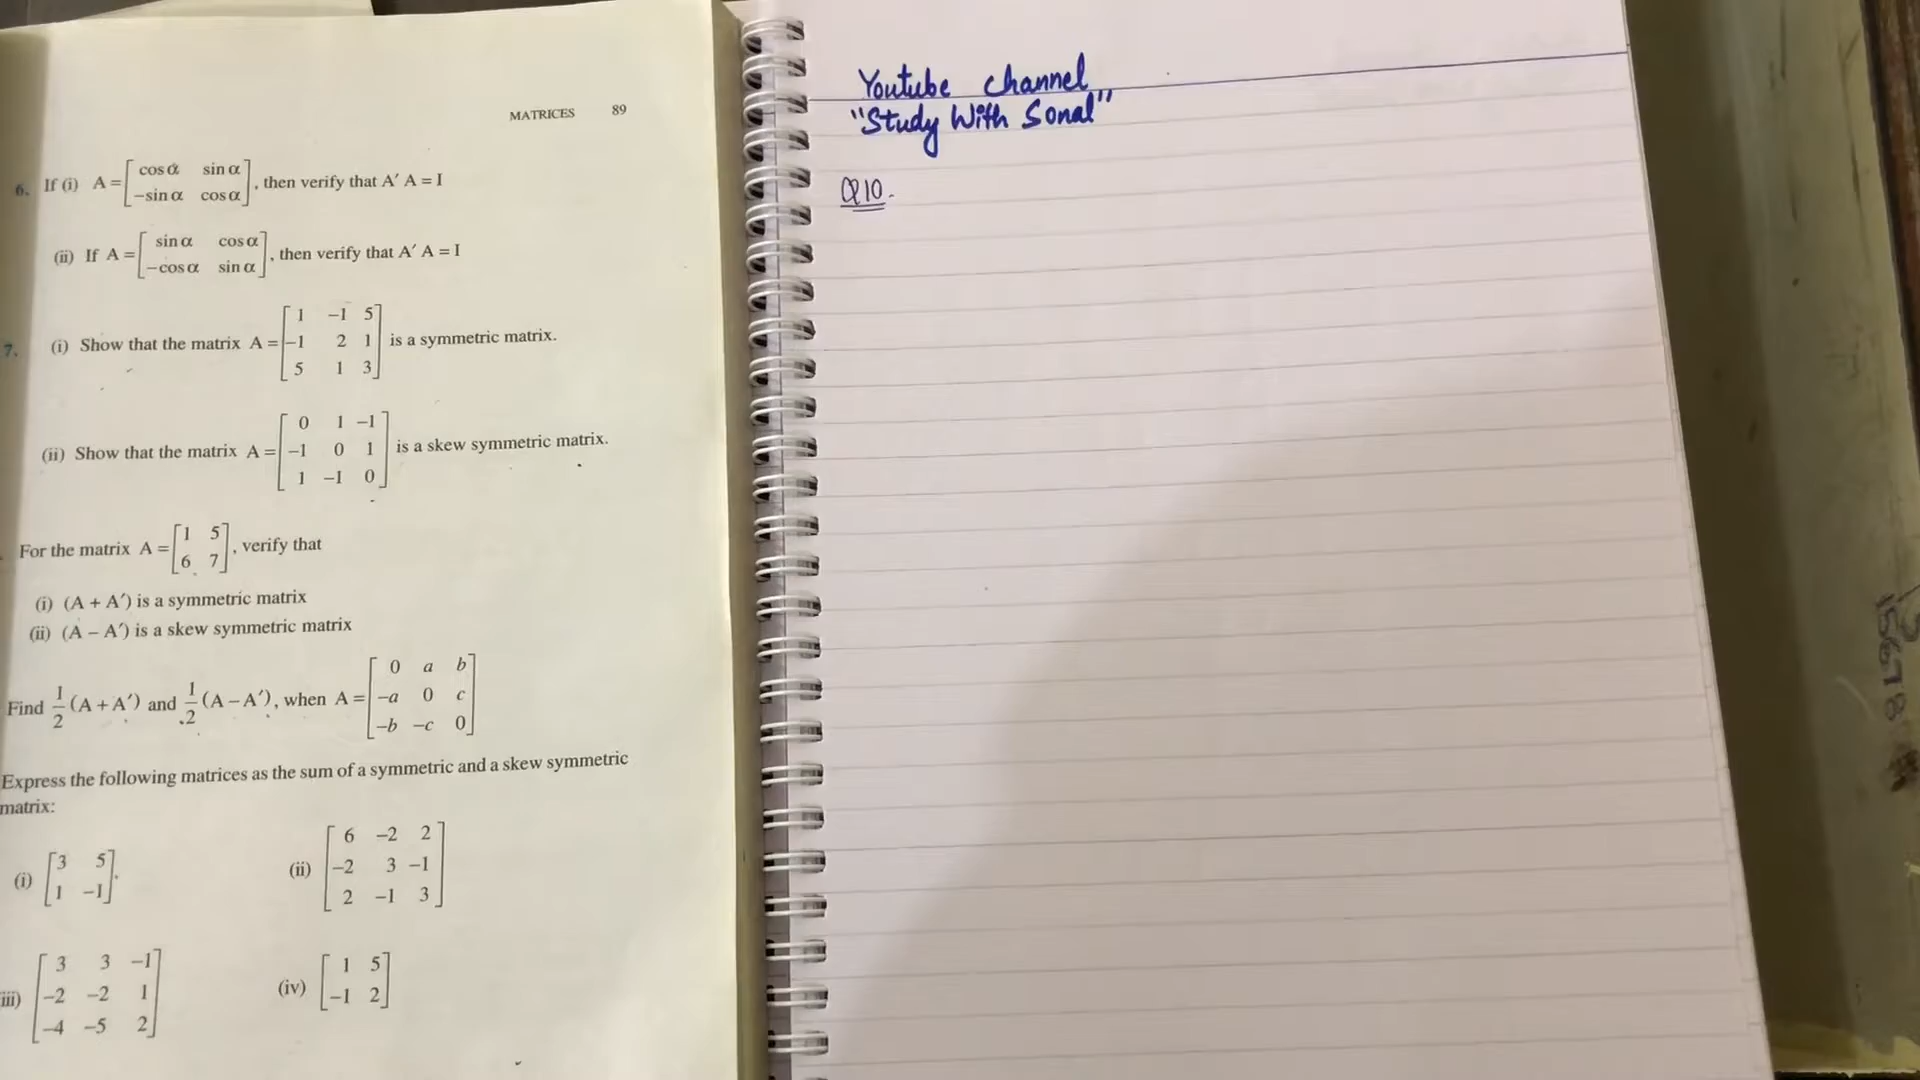 MATRICES 89
6. If (i) A = [cos α sin α
−sin α cos α], then verify that A′ A = I
(ii) If A = [sin α cos α
−cos α sin α], then verify that A′ A = I
7. (i) Show that the matrix A = [1 −1 5
−1 2 1
5 1 3] is a symmetric matrix.
(ii) Show that the matrix A = [0 1 −1
−1 0 1
1 −1 0] is a skew symmetric matrix.
For the matrix A = [1 5
6 7], verify that
(i) (A + A′) is a symmetric matrix
(ii) (A − A′) is a skew symmetric matrix
Find 1/2 (A + A′) and 1/2 (A − A′), when A = [0 a b
−a 0 c
−b −c 0]
Express the following matrices as the sum of a symmetric and a skew symmetric
matrix:
(i) [3 5
1 −1]
(ii) [6 −2 2
−2 3 −1
2 −1 3]
iii) [3 3 −1
−2 −2 1
−4 −5 2]
(iv) [1 5
−1 2]
Youtube channel
"Study With Sonal"
Q10.